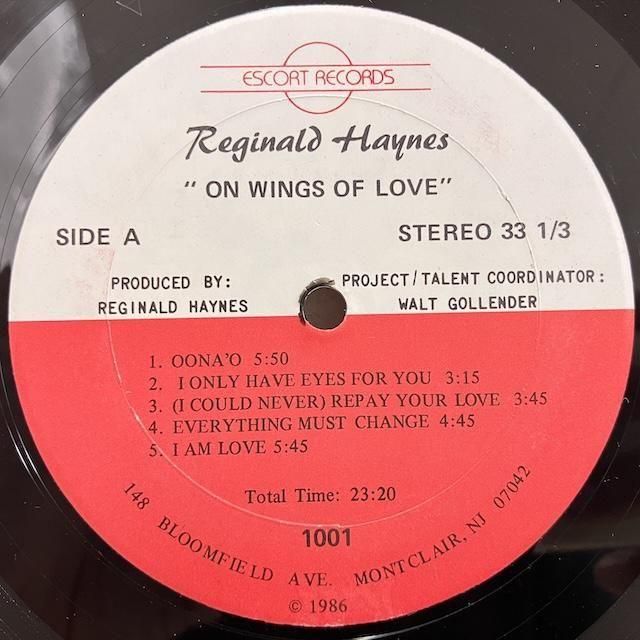 ESCORT RECORDS
Reginald Haynes
"ON WINGS OF LOVE"
SIDE A
STEREO 33 1/3
PRODUCED BY:
REGINALD HAYNES
PROJECT/TALENT COORDINATOR:
WALT GOLLENDER
1. OONA'O 5:50
2. I ONLY HAVE EYES FOR YOU 3:15
3. (I COULD NEVER) REPAY YOUR LOVE 3:45
4. EVERYTHING MUST CHANGE 4:45
5. I AM LOVE 5:45
Total Time: 23:20
1001
148 BLOOMFIELD AVE. MONTCLAIR, NJ 07042
© 1986